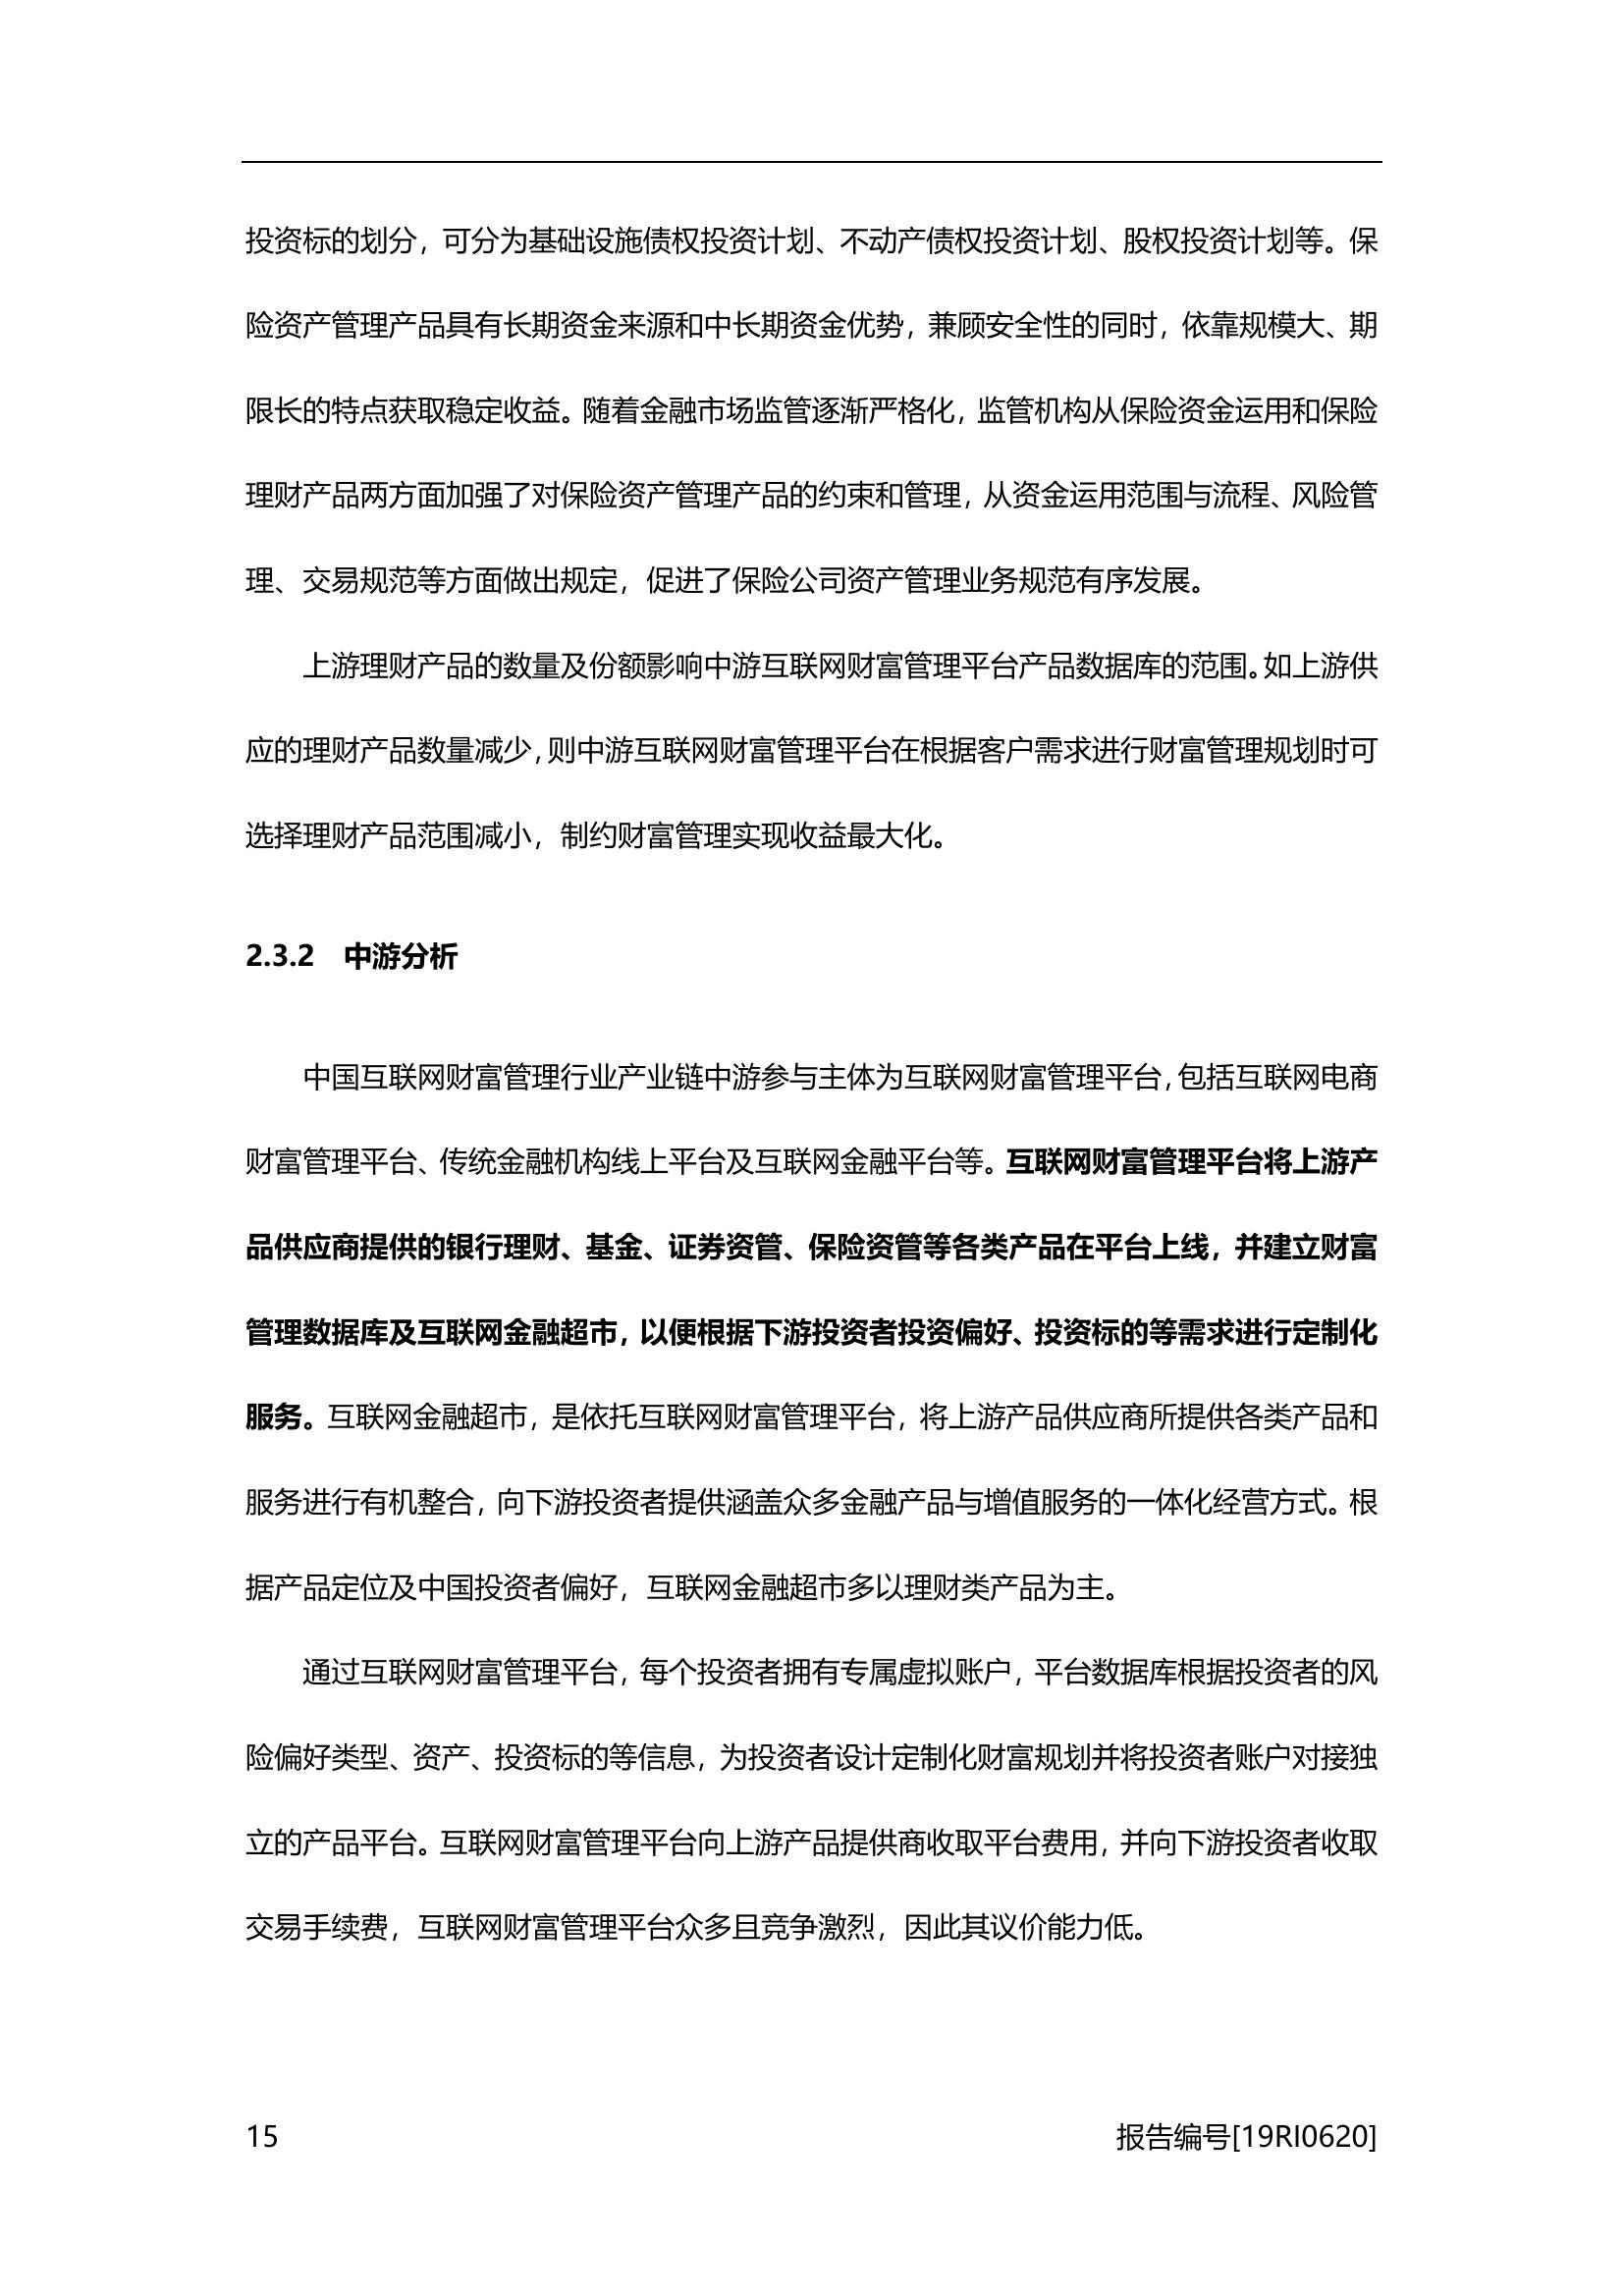 投资标的划分，可分为基础设施债权投资计划、不动产债权投资计划、股权投资计划等。保
险资产管理产品具有长期资金来源和中长期资金优势，兼顾安全性的同时，依靠规模大、期
限长的特点获取稳定收益。随着金融市场监管逐渐严格化，监管机构从保险资金运用和保险
理财产品两方面加强了对保险资产管理产品的约束和管理，从资金运用范围与流程、风险管
理、交易规范等方面做出规定，促进了保险公司资产管理业务规范有序发展。
上游理财产品的数量及份额影响中游互联网财富管理平台产品数据库的范围。如上游供
应的理财产品数量减少，则中游互联网财富管理平台在根据客户需求进行财富管理规划时可
选择理财产品范围减小，制约财富管理实现收益最大化。
2.3.2 中游分析
中国互联网财富管理行业产业链中游参与主体为互联网财富管理平台，包括互联网电商
财富管理平台、传统金融机构线上平台及互联网金融平台等。互联网财富管理平台将上游产
品供应商提供的银行理财、基金、证券资管、保险资管等各类产品在平台上线，并建立财富
管理数据库及互联网金融超市，以便根据下游投资者投资偏好、投资标的等需求进行定制化
服务。互联网金融超市，是依托互联网财富管理平台，将上游产品供应商所提供各类产品和
服务进行有机整合，向下游投资者提供涵盖众多金融产品与增值服务的一体化经营方式。根
据产品定位及中国投资者偏好，互联网金融超市多以理财类产品为主。
通过互联网财富管理平台，每个投资者拥有专属虚拟账户，平台数据库根据投资者的风
险偏好类型、资产、投资标的等信息，为投资者设计定制化财富规划并将投资者账户对接独
立的产品平台。互联网财富管理平台向上游产品提供商收取平台费用，并向下游投资者收取
交易手续费，互联网财富管理平台众多且竞争激烈，因此其议价能力低。
15 报告编号[19RI0620]